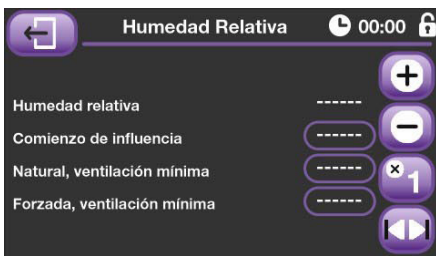 Humedad Relativa 00:00
Humedad relativa ------
Comienzo de influencia ------
Natural, ventilación mínima ------
Forzada, ventilación mínima ------
+
−
×1